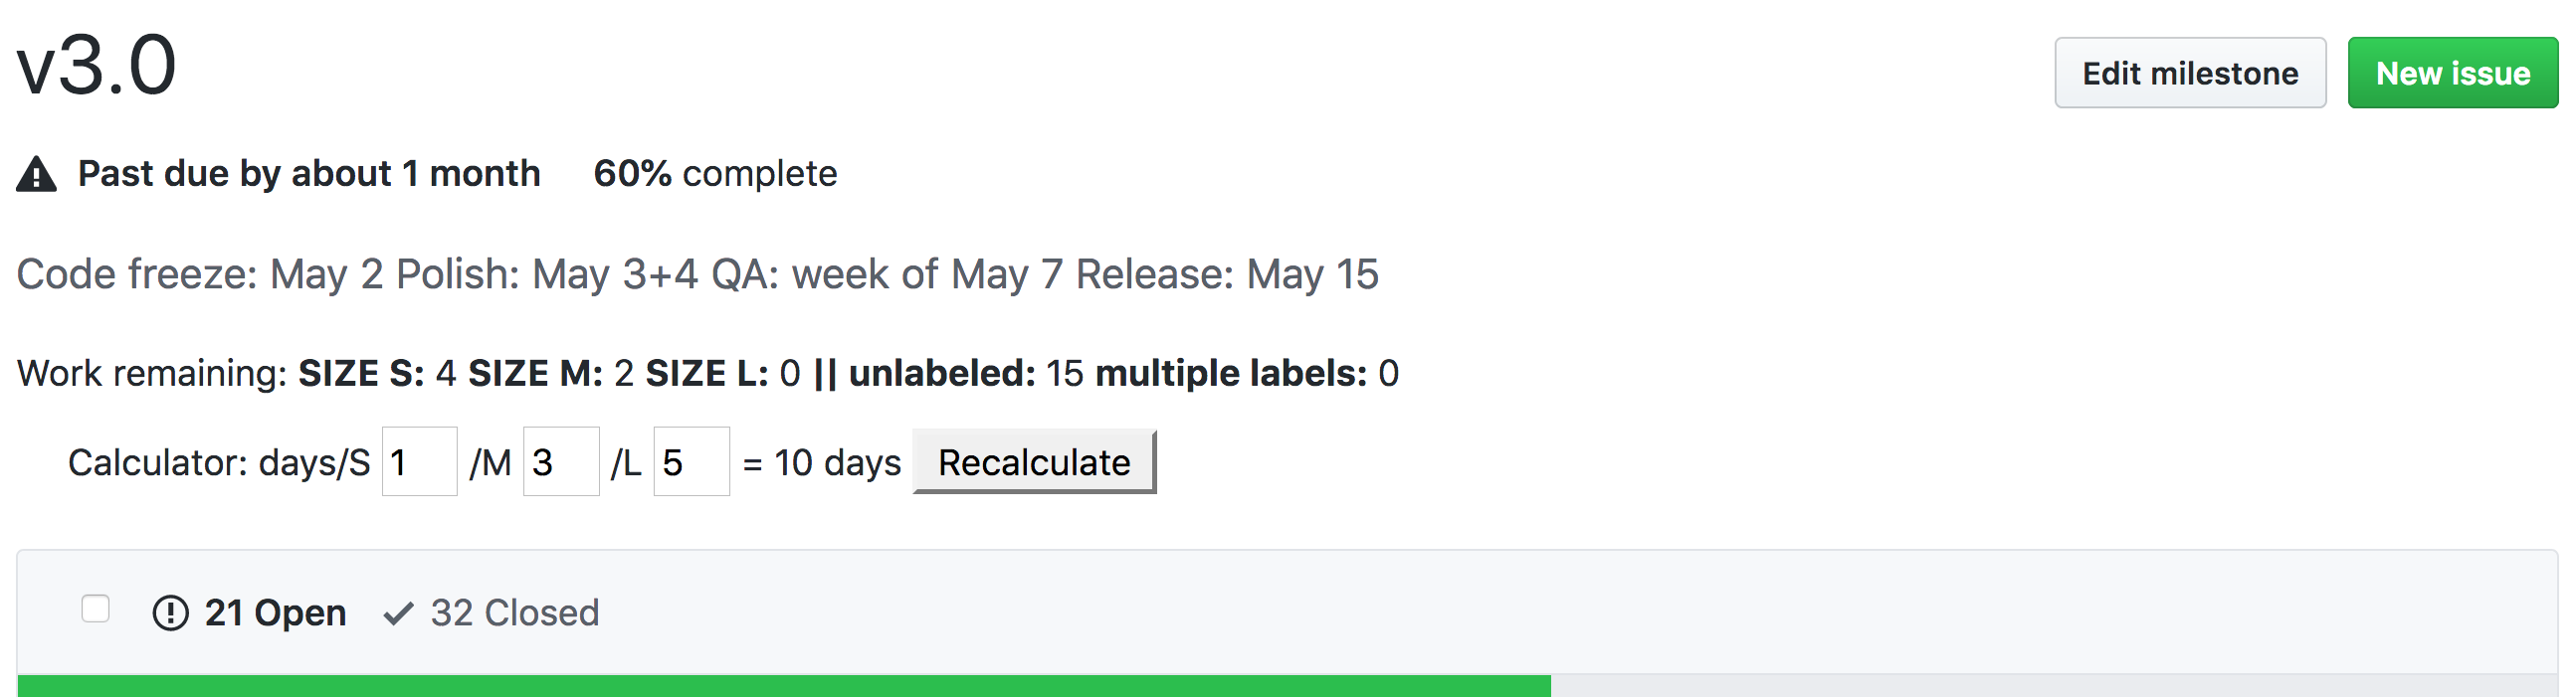 v3.0
Edit milestone
New issue
Past due by about 1 month 60% complete
Code freeze: May 2 Polish: May 3+4 QA: week of May 7 Release: May 15
Work remaining: SIZE S: 4 SIZE M: 2 SIZE L: 0 || unlabeled: 15 multiple labels: 0
Calculator: days/S 1 /M 3 /L 5 = 10 days Recalculate
21 Open 32 Closed